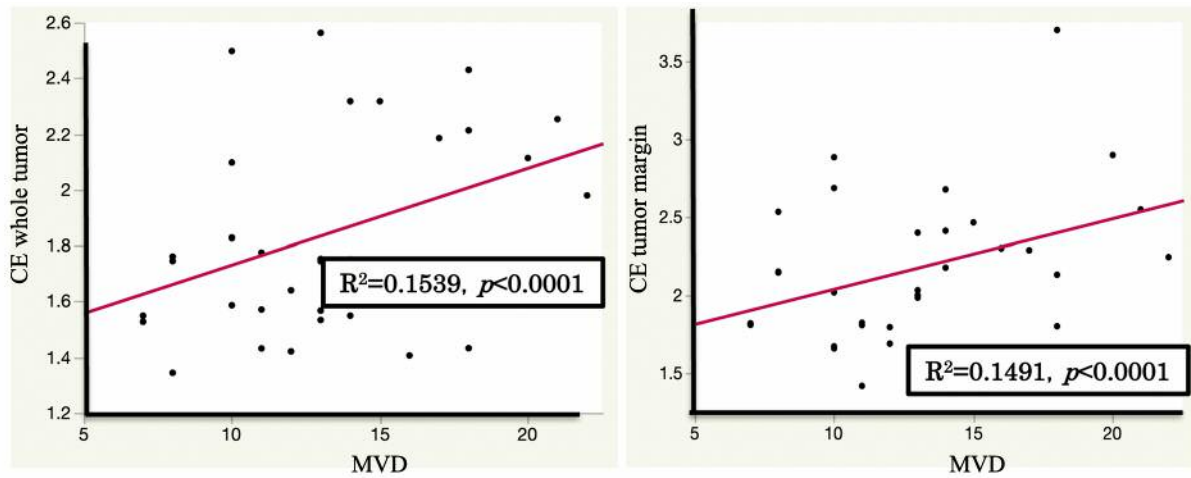 2.6
2.4
2.2
2
1.8
1.6
1.4
1.2
CE whole tumor
R²=0.1539, p<0.0001
5 10 15 20
MVD
3.5
3
2.5
2
1.5
CE tumor margin
R²=0.1491, p<0.0001
5 10 15 20
MVD